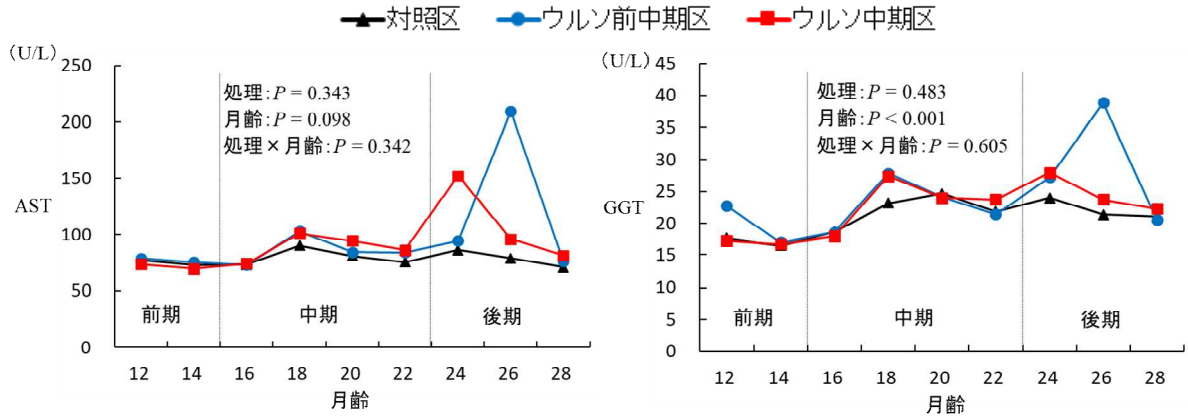 対照区 ウルソ前中期区 ウルソ中期区
(U/L)
250
200
150
100
50
0
AST
処理:P = 0.343
月齢:P = 0.098
処理×月齢:P = 0.342
前期 中期 後期
12 14 16 18 20 22 24 26 28
月齢
(U/L)
45
40
35
30
25
20
15
10
5
0
GGT
処理:P = 0.483
月齢:P < 0.001
処理×月齢:P = 0.605
前期 中期 後期
12 14 16 18 20 22 24 26 28
月齢